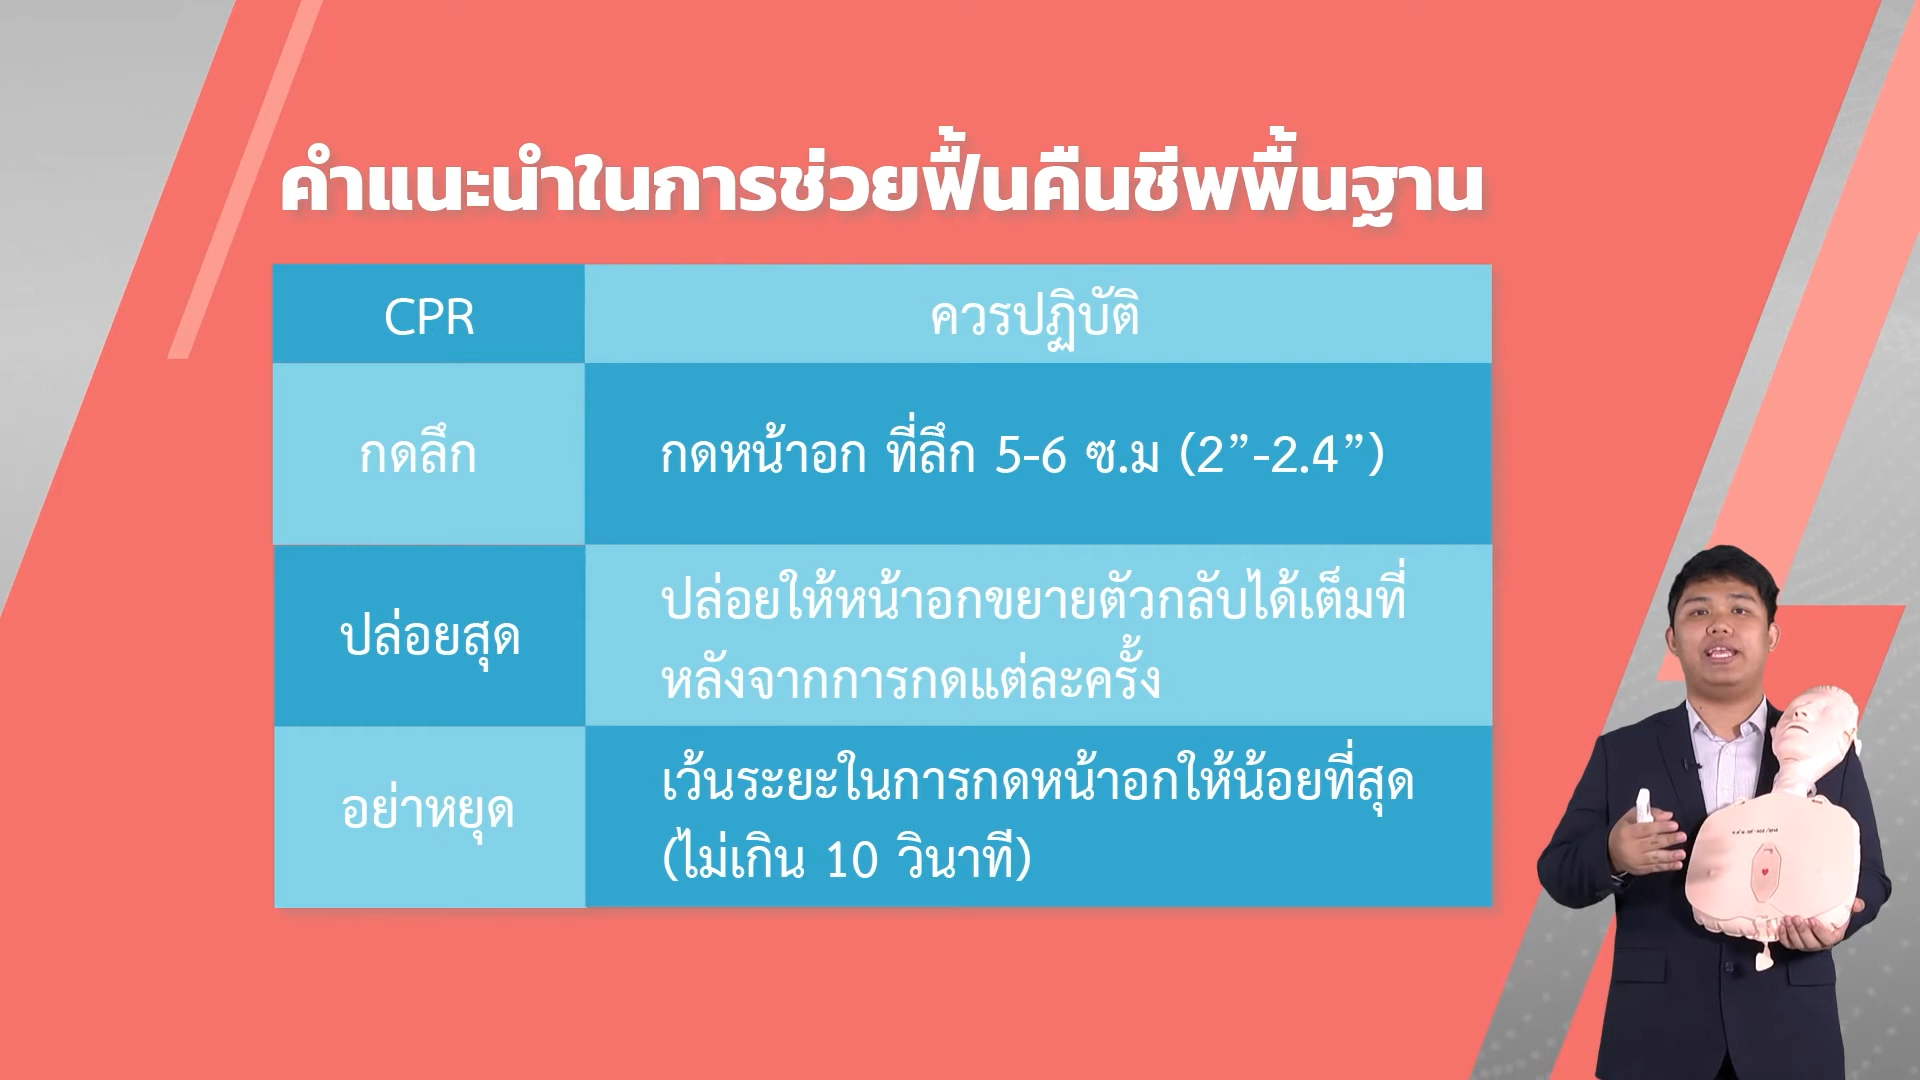 คำแนะนำในการช่วยฟื้นคืนชีพพื้นฐาน
CPR
ควรปฏิบัติ
กดลึก
กดหน้าอก ที่ลึก 5-6 ซ.ม (2”-2.4”)
ปล่อยสุด
ปล่อยให้หน้าอกขยายตัวกลับได้เต็มที่
หลังจากการกดแต่ละครั้ง
อย่าหยุด
เว้นระยะในการกดหน้าอกให้น้อยที่สุด
(ไม่เกิน 10 วินาที)